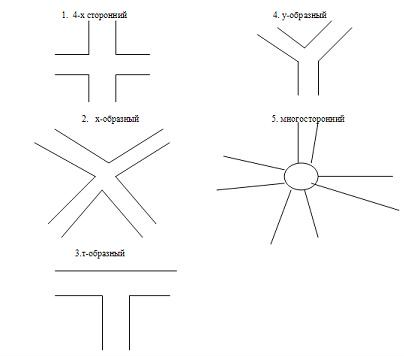 1. 4-х сторонний
2. х-образный
3.т-образный
4. у-образный
5. многосторонний